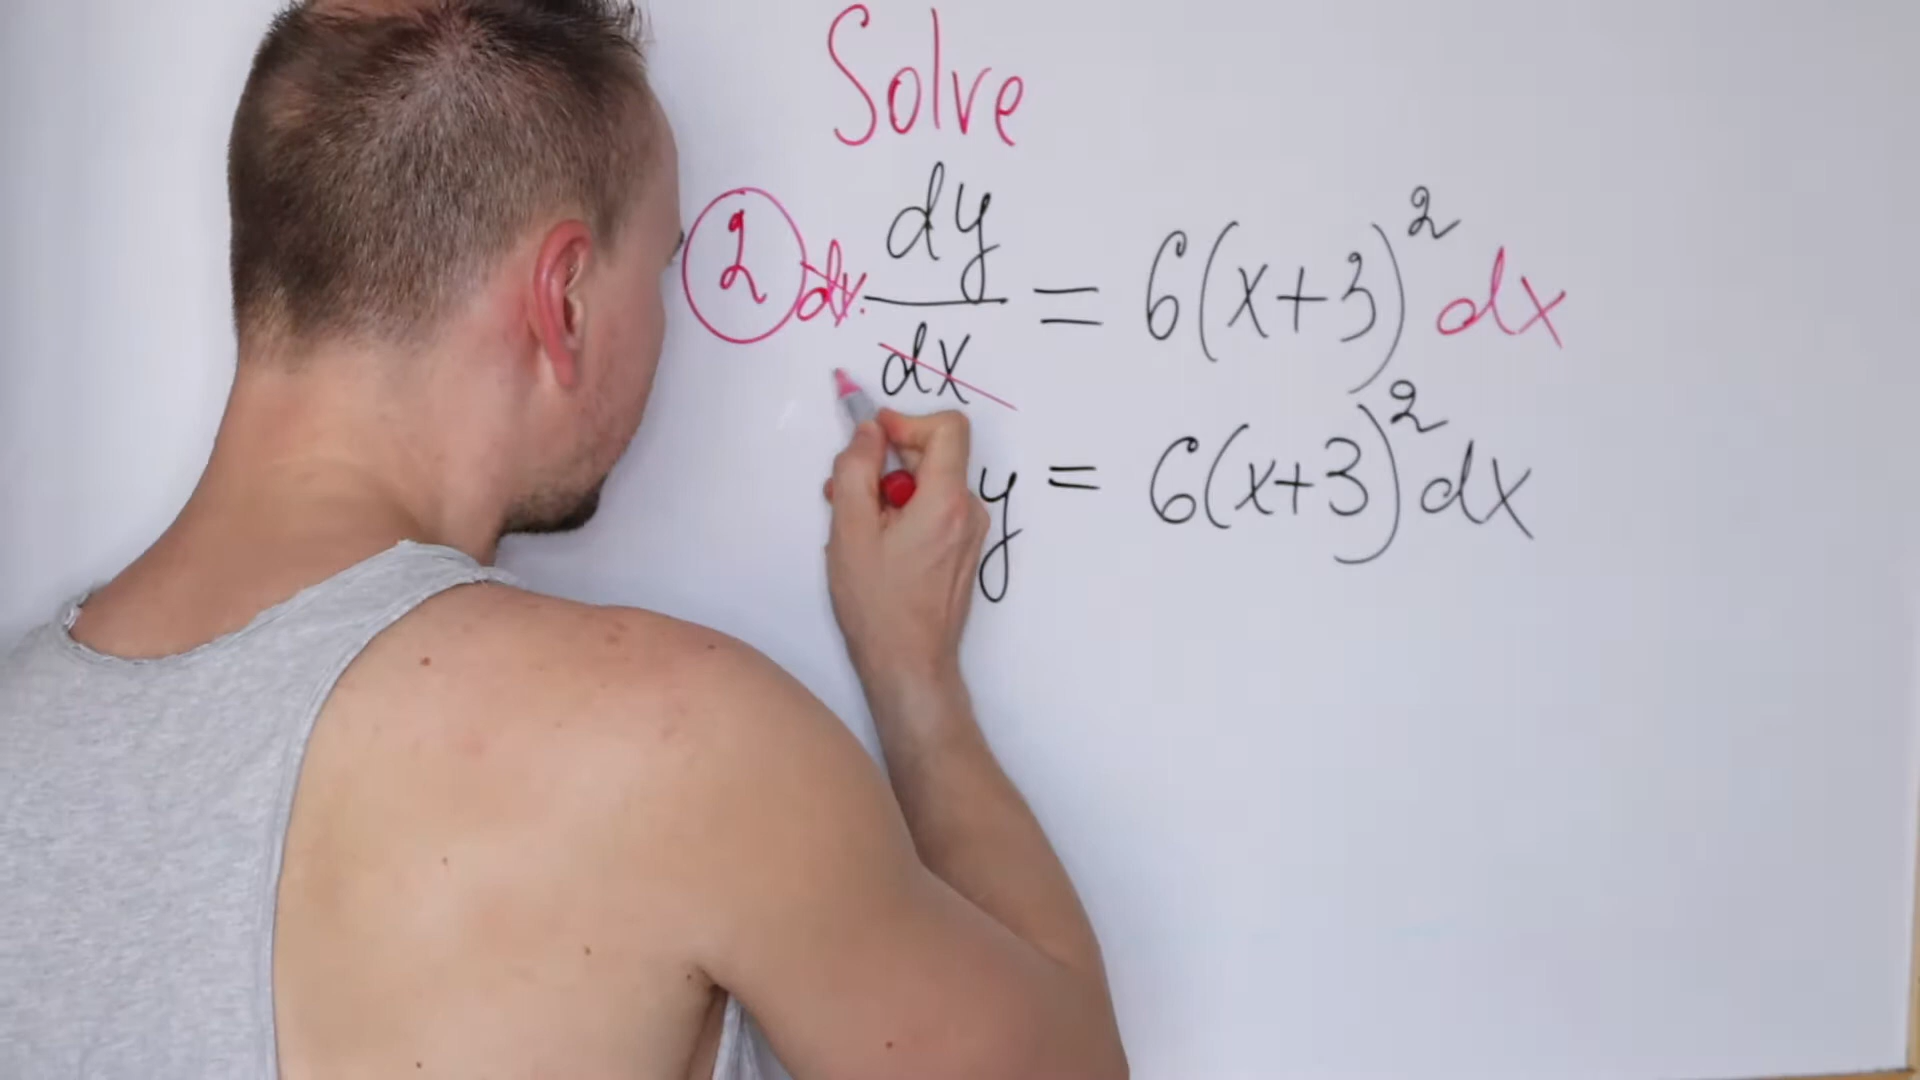 Solve
② dx · dy/dx = 6(x+3)² dx
y = 6(x+3)² dx